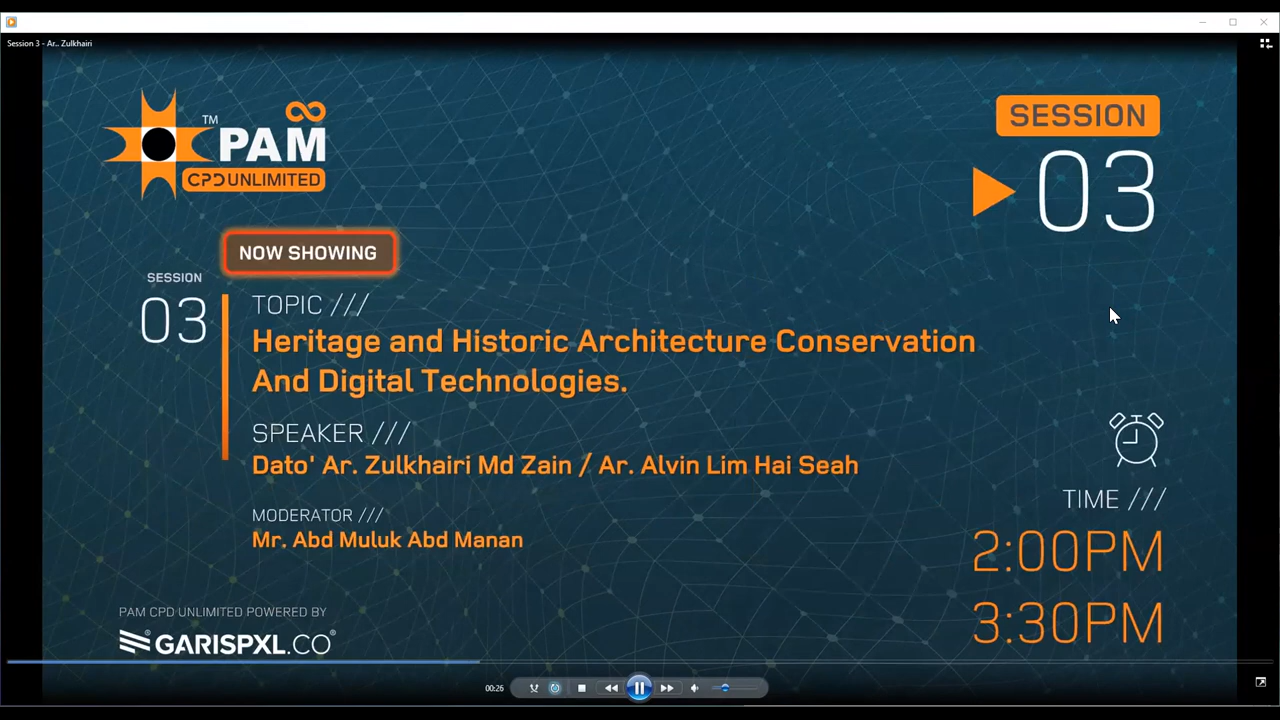 Session 3 - Ar.. Zulkhairi
TM
PAM
CPD UNLIMITED
SESSION
03
NOW SHOWING
SESSION
03
TOPIC ///
Heritage and Historic Architecture Conservation
And Digital Technologies.
SPEAKER ///
Dato' Ar. Zulkhairi Md Zain / Ar. Alvin Lim Hai Seah
MODERATOR ///
Mr. Abd Muluk Abd Manan
TIME ///
2:00PM
3:30PM
PAM CPD UNLIMITED POWERED BY
GARISPXL.CO®
00:26